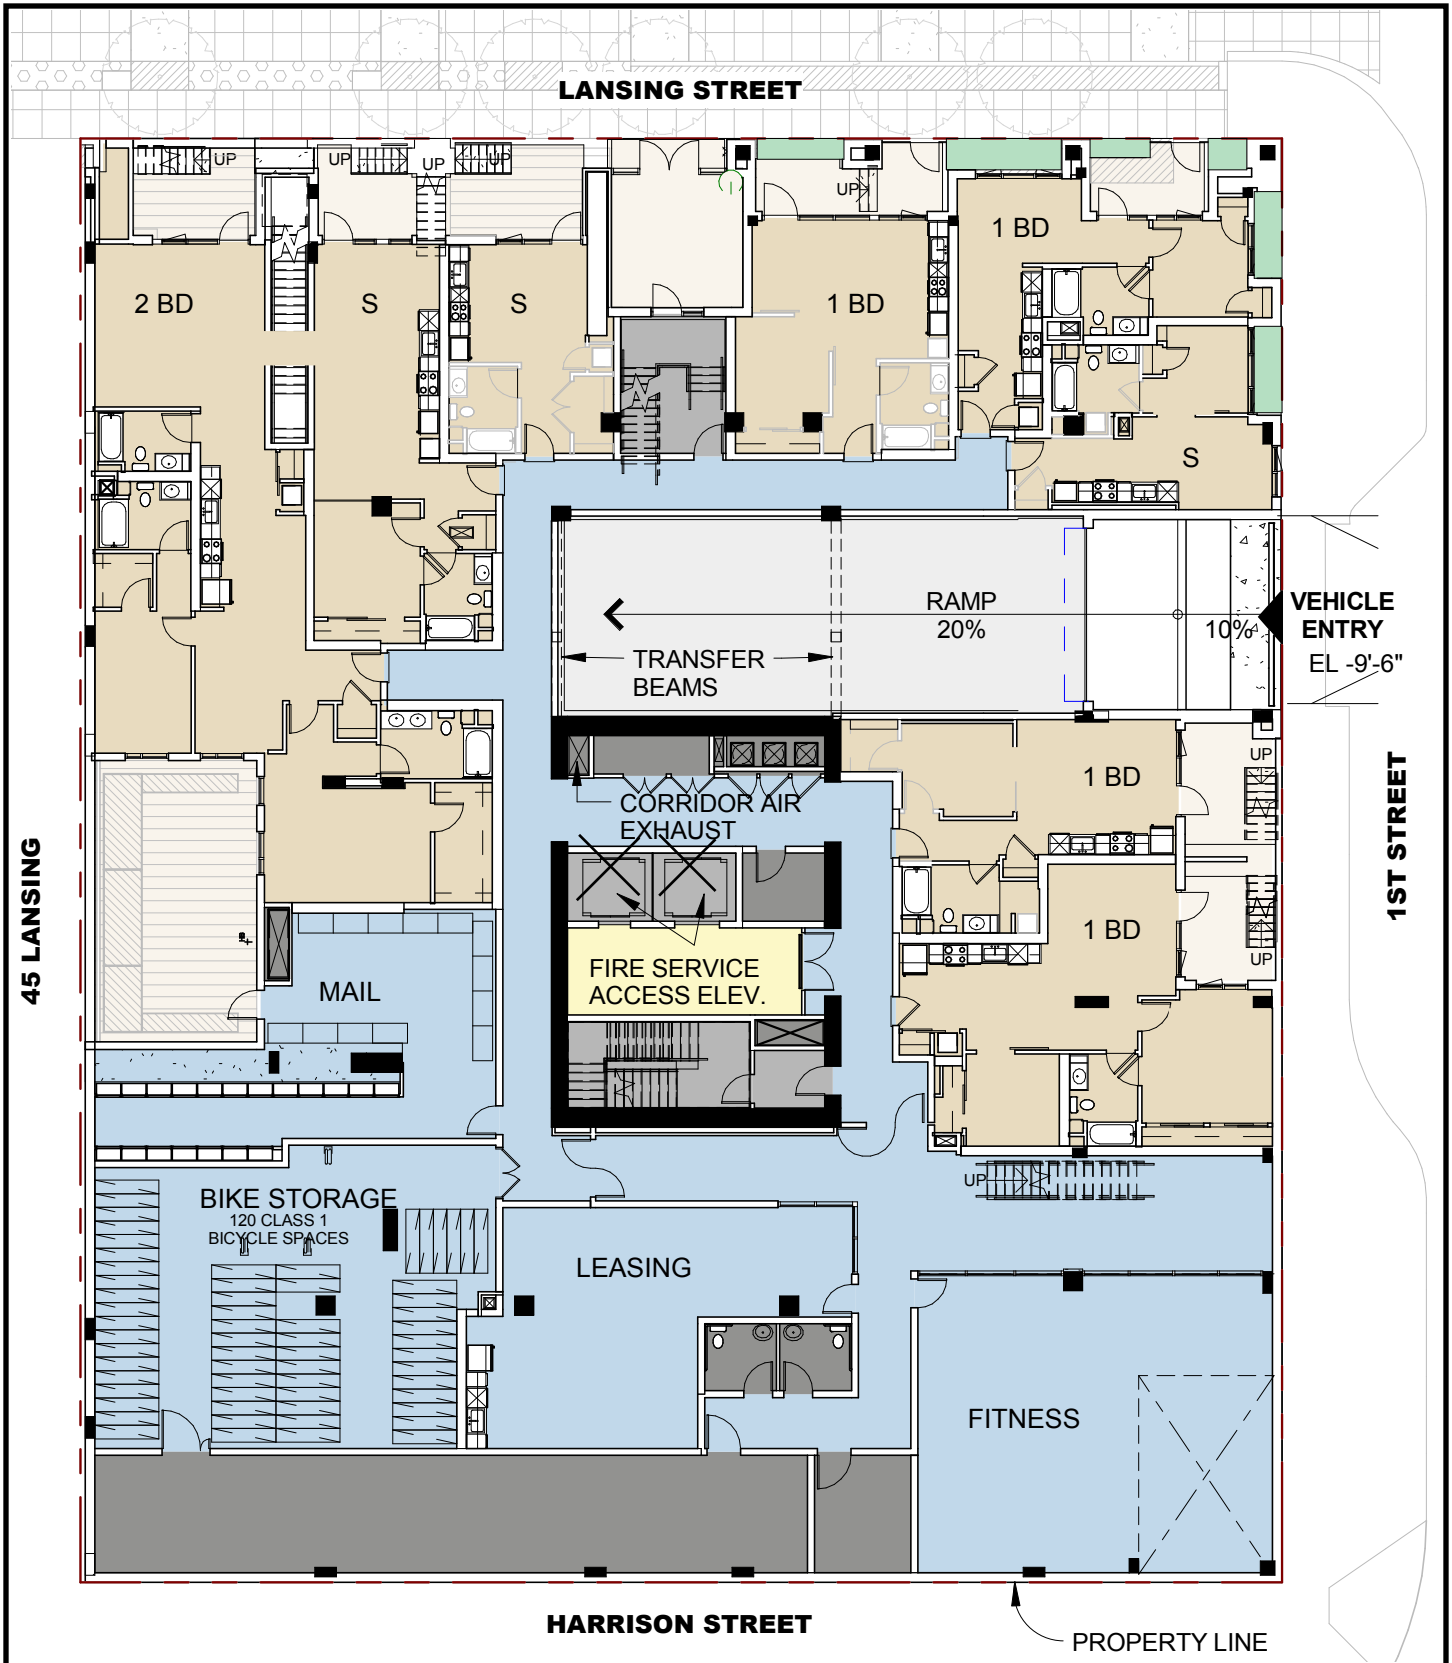 LANSING STREET
UP
UP
UP
UP
UP
2 BD
S
S
1 BD
1 BD
S
RAMP
20%
10%
VEHICLE
ENTRY
EL -9'-6"
TRANSFER
BEAMS
CORRIDOR AIR
EXHAUST
1 BD
UP
1ST STREET
45 LANSING
MAIL
FIRE SERVICE
ACCESS ELEV.
1 BD
UP
UP
BIKE STORAGE
120 CLASS 1
BICYCLE SPACES
LEASING
FITNESS
HARRISON STREET
PROPERTY LINE